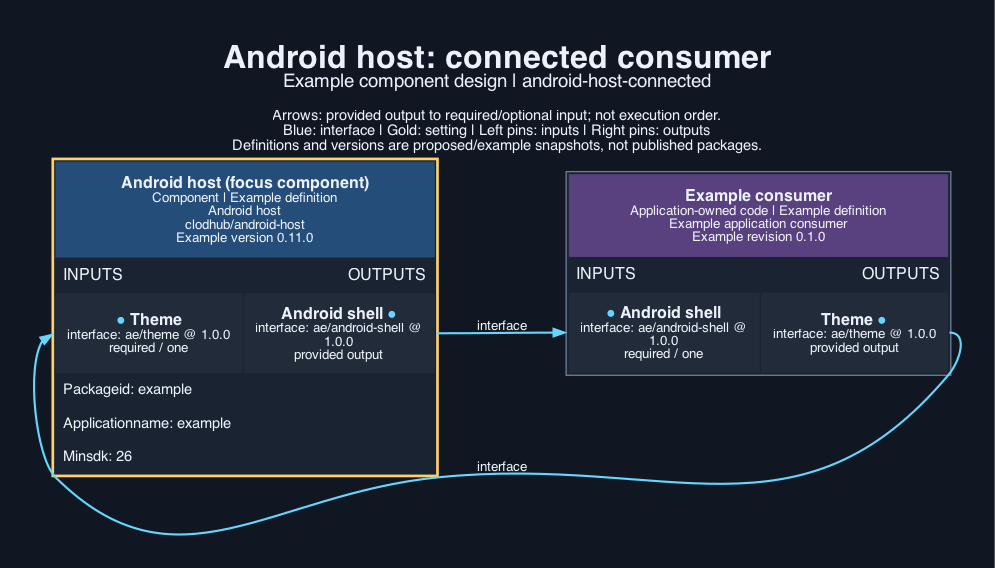 Android host: connected consumer
Example component design | android-host-connected
Arrows: provided output to required/optional input; not execution order.
Blue: interface | Gold: setting | Left pins: inputs | Right pins: outputs
Definitions and versions are proposed/example snapshots, not published packages.
Android host (focus component)
Component | Example definition
Android host
clodhub/android-host
Example version 0.11.0
INPUTS
OUTPUTS
Theme
interface: ae/theme @ 1.0.0
required / one
Android shell
interface: ae/android-shell @
1.0.0
provided output
Packageid: example
Applicationname: example
Minsdk: 26
interface
Example consumer
Application-owned code | Example definition
Example application consumer
Example revision 0.1.0
INPUTS
OUTPUTS
Android shell
interface: ae/android-shell @
1.0.0
required / one
Theme
interface: ae/theme @ 1.0.0
provided output
interface